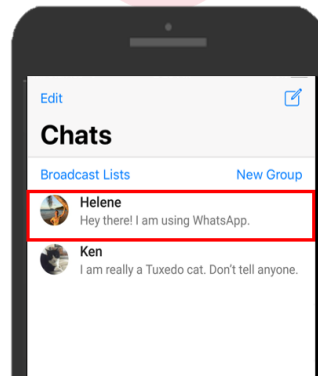 Edit
Chats
Broadcast Lists New Group
Helene
Hey there! I am using WhatsApp.
Ken
I am really a Tuxedo cat. Don't tell anyone.